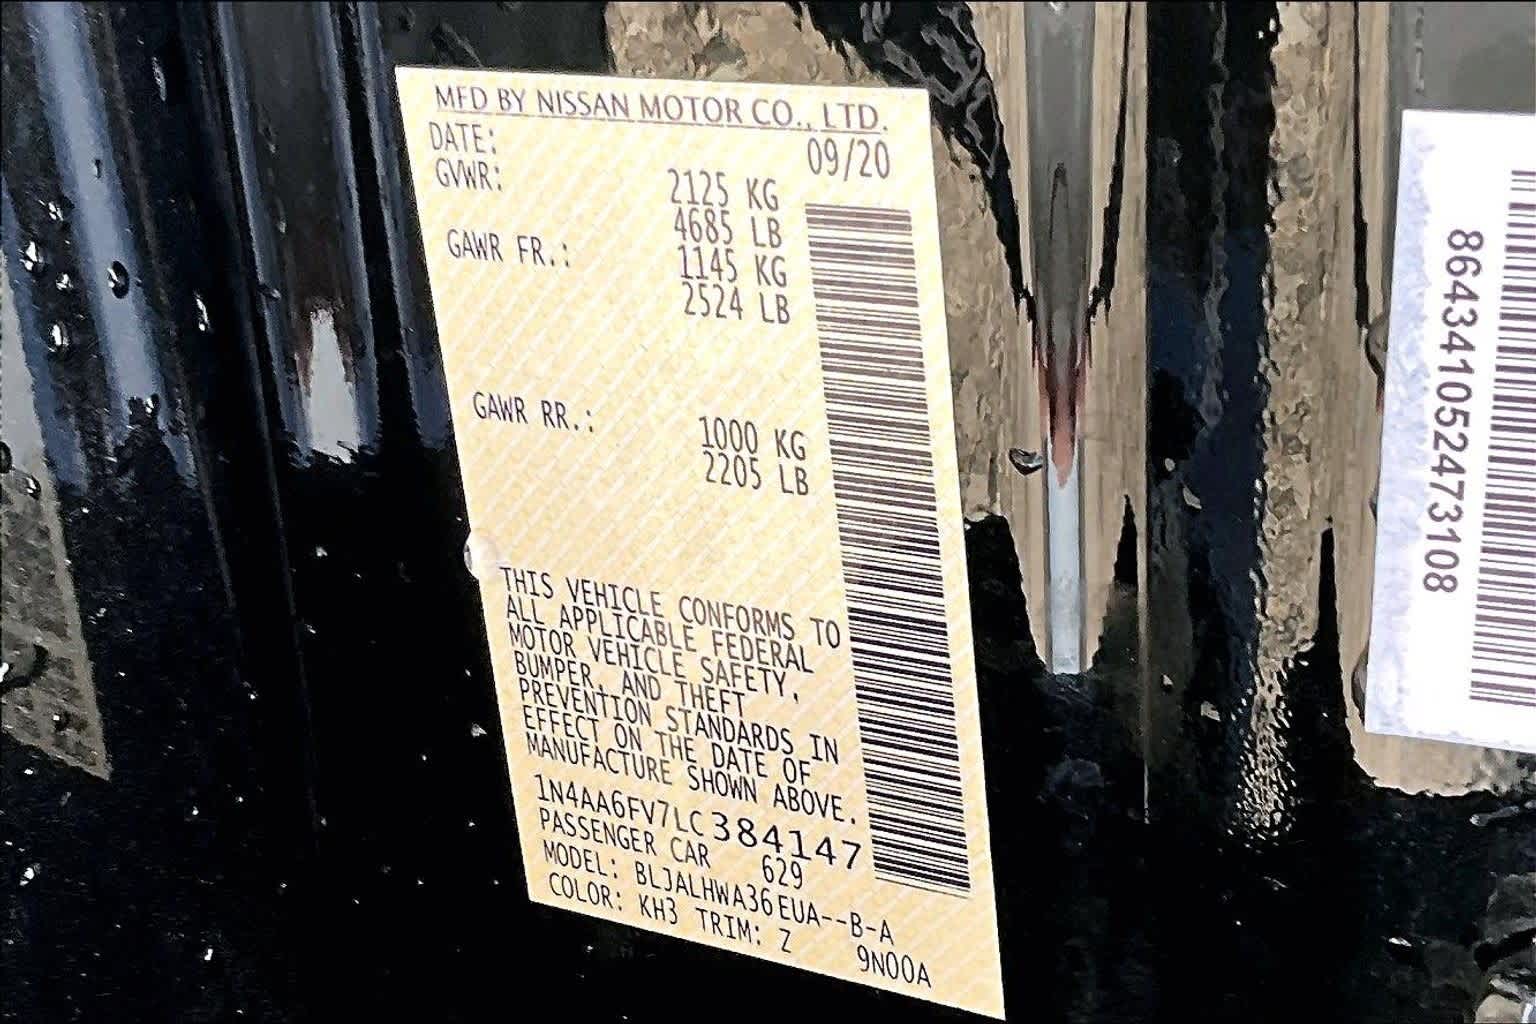 MFD BY NISSAN MOTOR CO., LTD.
DATE: 09/20
GVWR: 2125 KG
4685 LB
GAWR FR.: 1145 KG
2524 LB
GAWR RR.: 1000 KG
2205 LB
THIS VEHICLE CONFORMS TO
ALL APPLICABLE FEDERAL
MOTOR VEHICLE SAFETY,
BUMPER, AND THEFT
PREVENTION STANDARDS IN
EFFECT ON THE DATE OF
MANUFACTURE SHOWN ABOVE.
1N4AA6FV7LC384147
PASSENGER CAR 629
MODEL: BLJALHWA36EUA--B-A
COLOR: KH3 TRIM: Z 9N00A
864341052473108